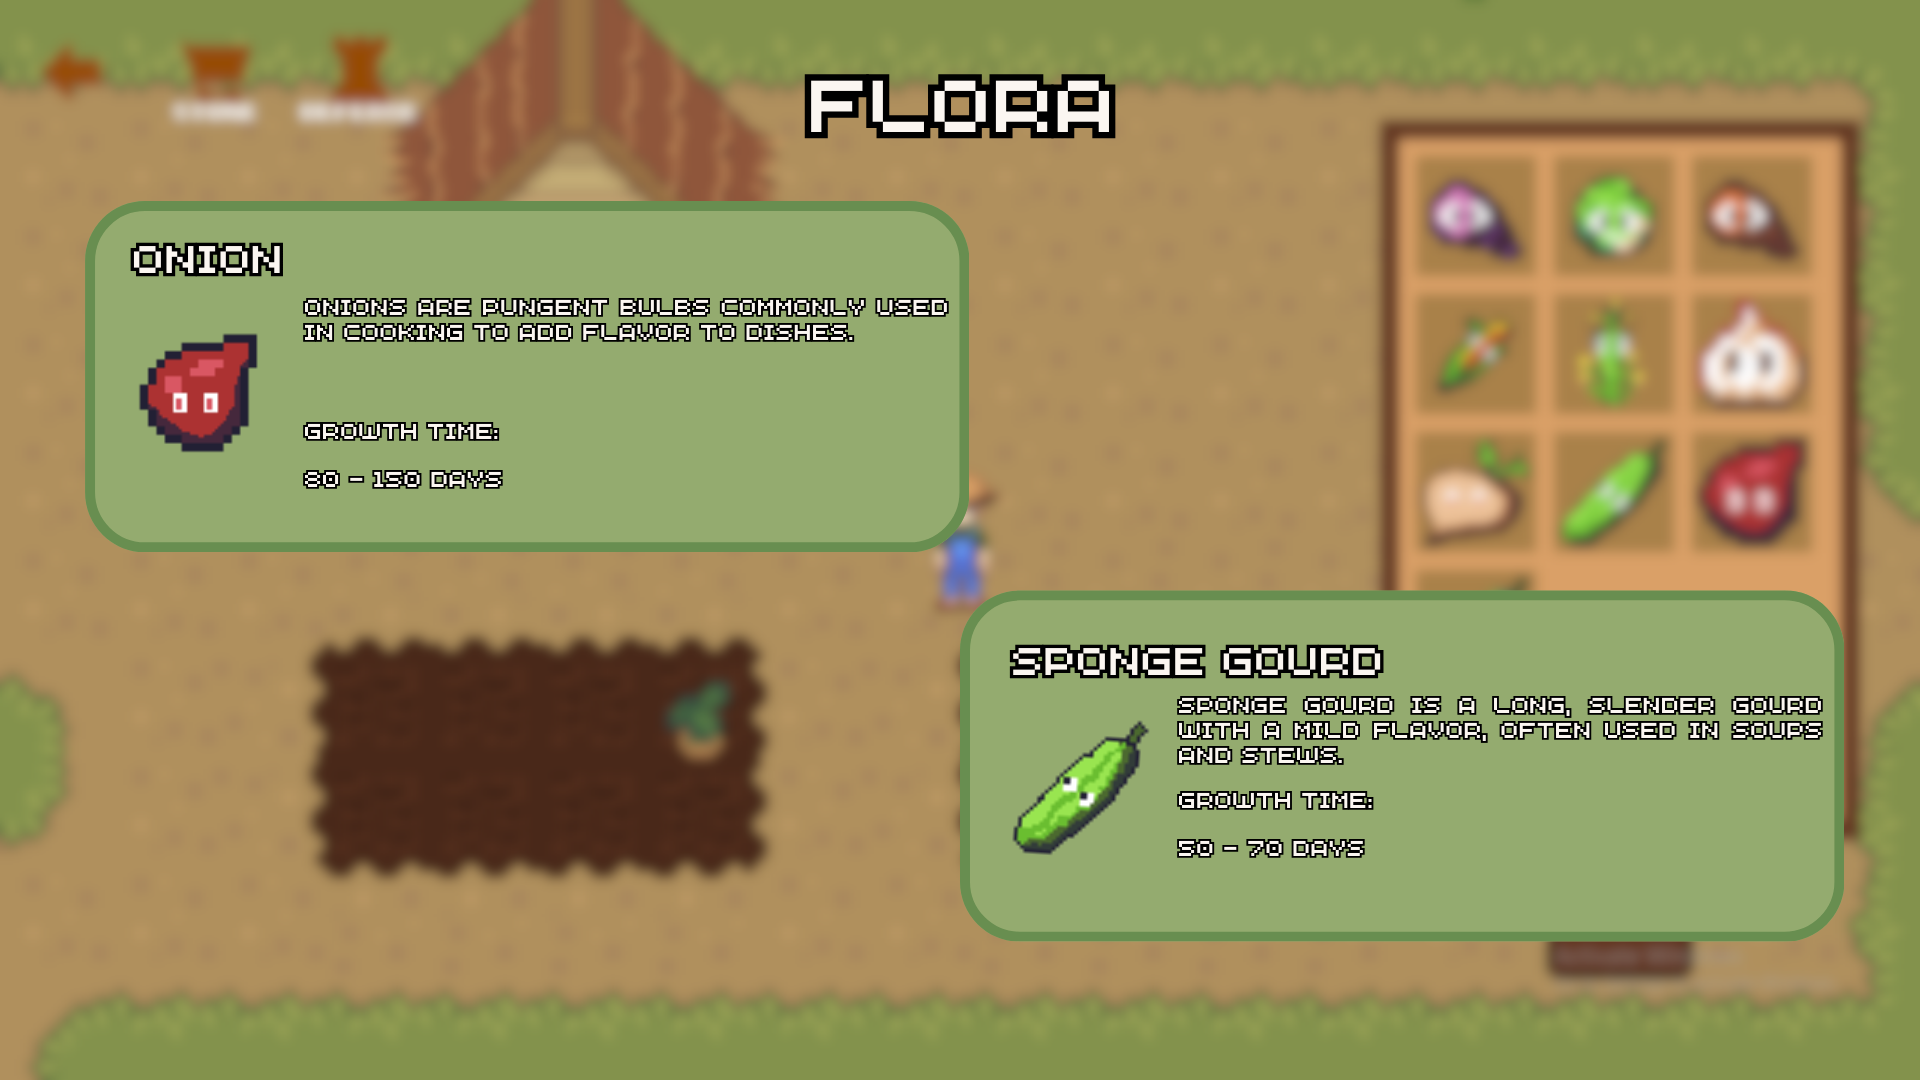 FLORA
ONION
ONIONS ARE PUNGENT BULBS COMMONLY USED
IN COOKING TO ADD FLAVOR TO DISHES.
GROWTH TIME:
80 - 150 DAYS
SPONGE GOURD
SPONGE GOURD IS A LONG, SLENDER GOURD
WITH A MILD FLAVOR, OFTEN USED IN SOUPS
AND STEWS.
GROWTH TIME:
50 - 70 DAYS